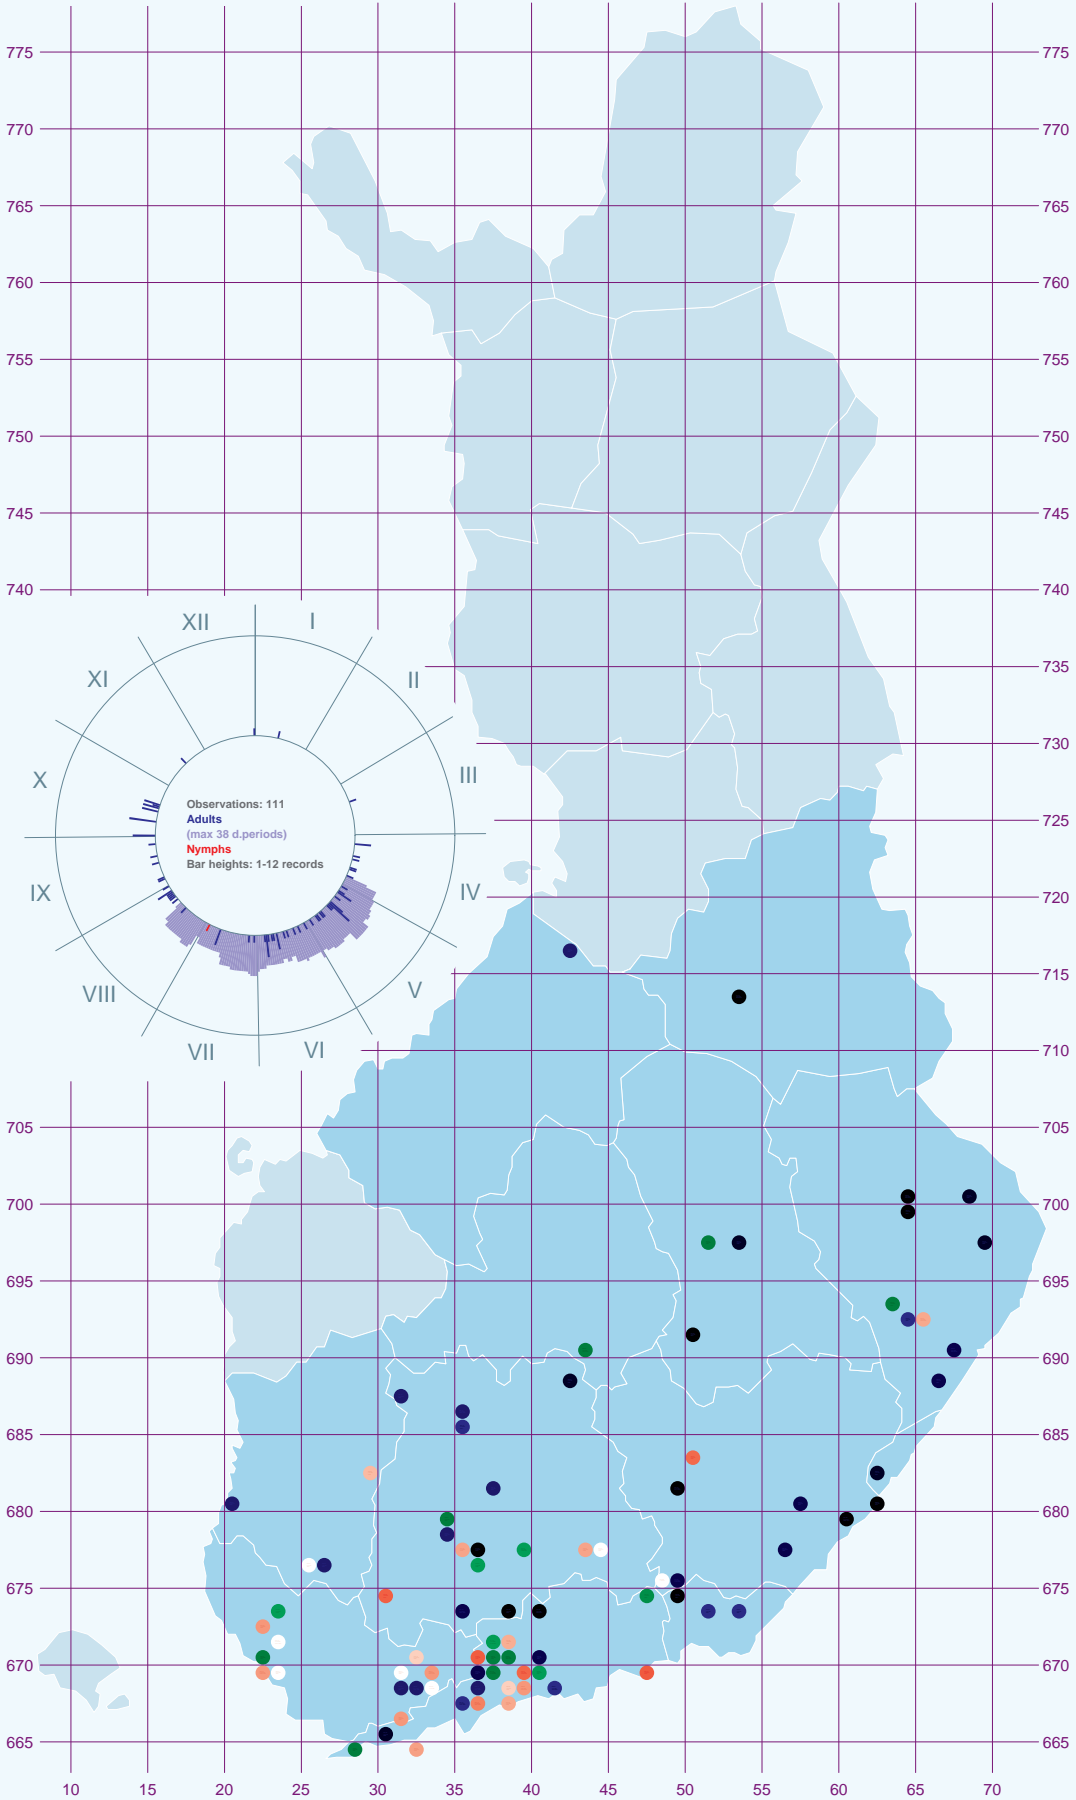 775 775
770 770
765 765
760 760
755 755
750 750
745 745
740 740
XII I
XI II
735
X III
730
Observations: 111
Adults
(max 38 d.periods)
Nymphs
Bar heights: 1-12 records
725
IX IV
720
VIII V
715
VII VI
710
705 705
700 700
695 695
690 690
685 685
680 680
675 675
670 670
665 665
10 15 20 25 30 35 40 45 50 55 60 65 70